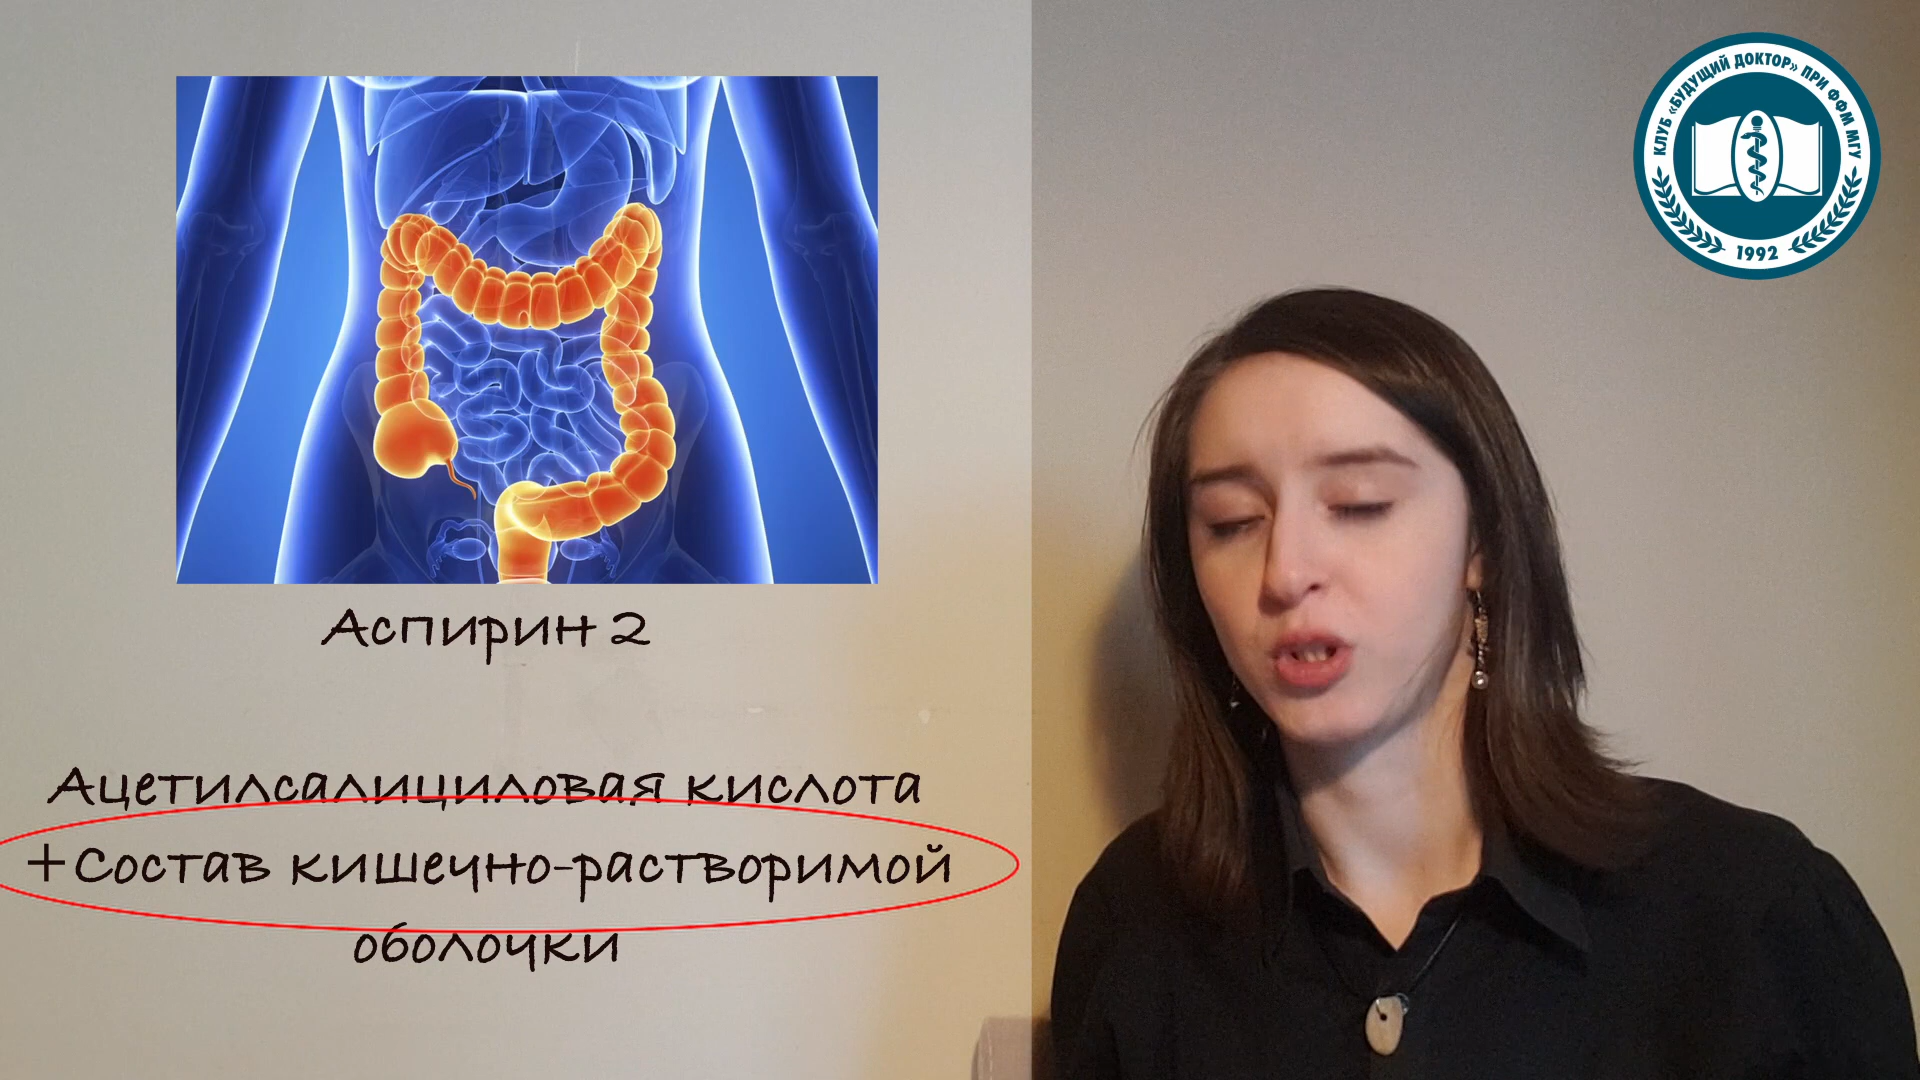 КЛУБ «БУДУЩИЙ ДОКТОР» ПРИ ФФМ МГУ
1992
Аспирин 2
Ацетилсалициловая кислота
+Состав кишечно-растворимой
оболочки